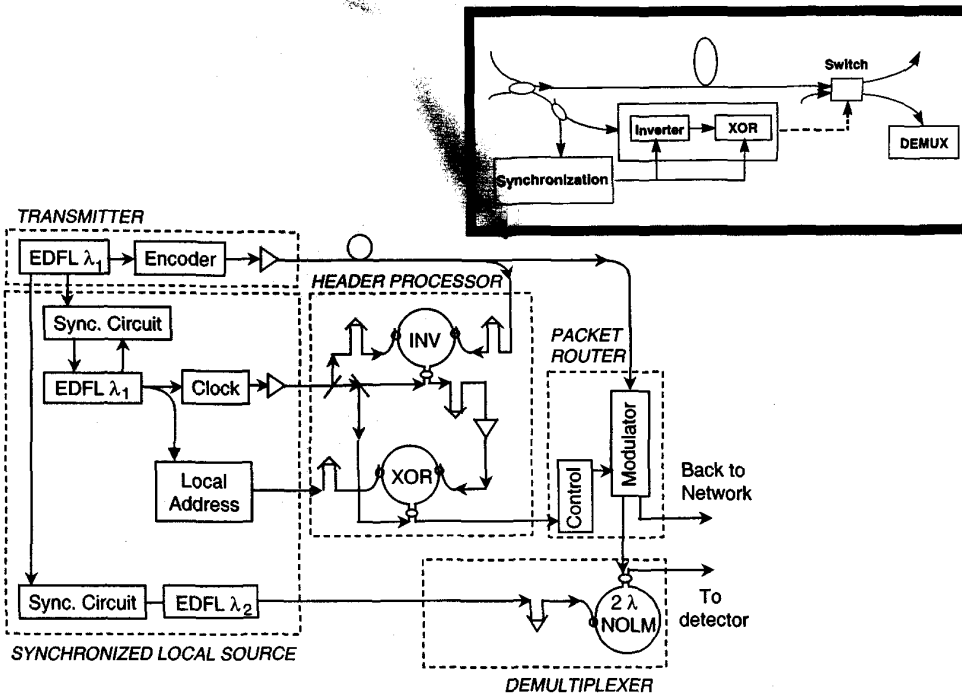 Switch
Inverter
XOR
DEMUX
Synchronization
TRANSMITTER
EDFL λ1
Encoder
HEADER PROCESSOR
Sync. Circuit
INV
PACKET
ROUTER
EDFL λ1
Clock
Modulator
Local
Address
XOR
Control
Back to
Network
Sync. Circuit
EDFL λ2
2 λ
NOLM
To
detector
SYNCHRONIZED LOCAL SOURCE
DEMULTIPLEXER